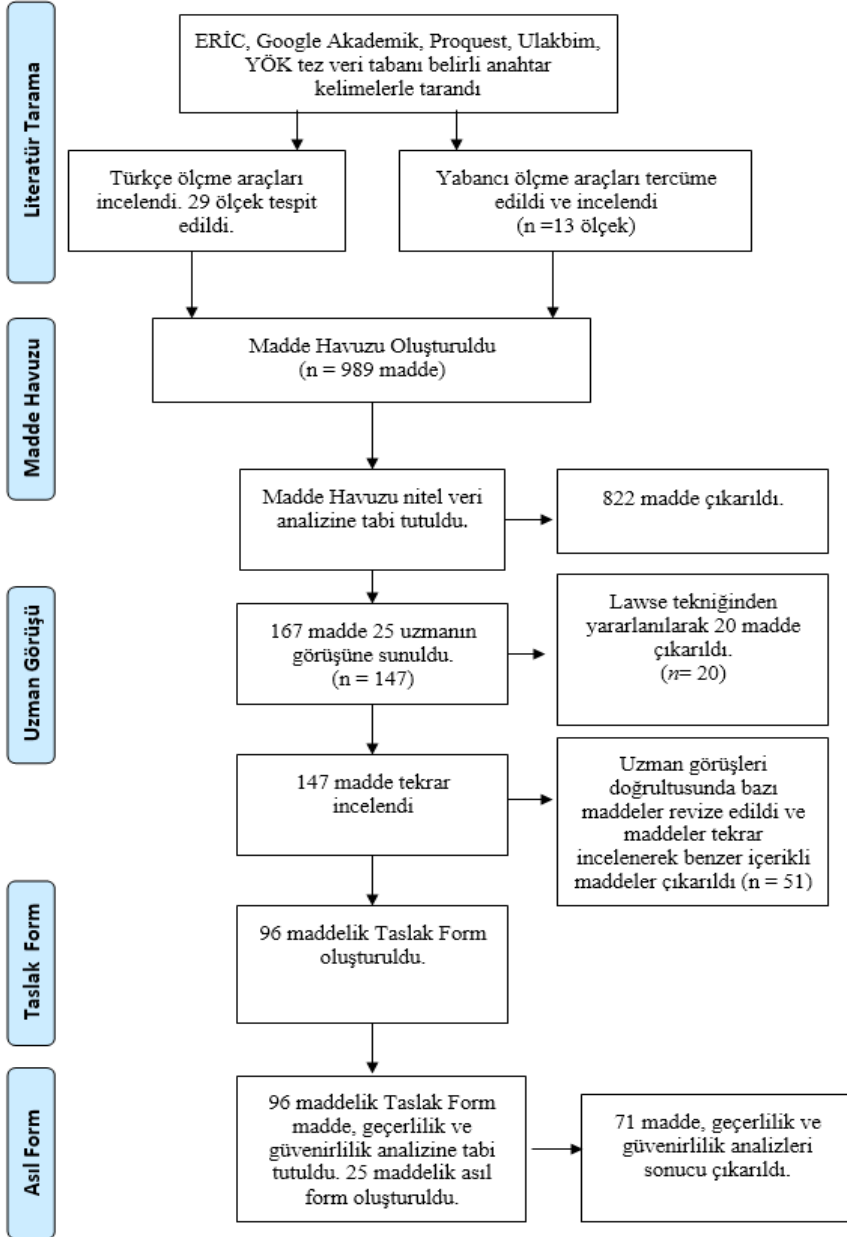 Literatür Tarama
ERİC, Google Akademik, Proquest, Ulakbim,
YÖK tez veri tabanı belirli anahtar
kelimelerle tarandı
Türkçe ölçme araçları
incelendi. 29 ölçek tespit
edildi.
Yabancı ölçme araçları tercüme
edildi ve incelendi
(n =13 ölçek)
Madde Havuzu
Madde Havuzu Oluşturuldu
(n = 989 madde)
Madde Havuzu nitel veri
analizine tabi tutuldu.
822 madde çıkarıldı.
Uzman Görüşü
167 madde 25 uzmanın
görüşüne sunuldu.
(n = 147)
Lawse tekniğinden
yararlanılarak 20 madde
çıkarıldı.
(n= 20)
147 madde tekrar
incelendi
Uzman görüşleri
doğrultusunda bazı
maddeler revize edildi ve
maddeler tekrar
incelenerek benzer içerikli
maddeler çıkarıldı (n = 51)
Taslak Form
96 maddelik Taslak Form
oluşturuldu.
Asıl Form
96 maddelik Taslak Form
madde, geçerlilik ve
güvenirlilik analizine tabi
tutuldu. 25 maddelik asıl
form oluşturuldu.
71 madde, geçerlilik ve
güvenirlilik analizleri
sonucu çıkarıldı.